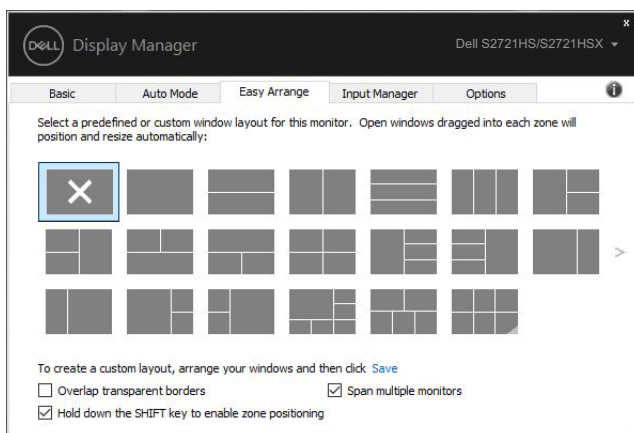 x
DELL Display Manager Dell S2721HS/S2721HSX
Basic Auto Mode Easy Arrange Input Manager Options i
Select a predefined or custom window layout for this monitor. Open windows dragged into each zone will
position and resize automatically:
>
To create a custom layout, arrange your windows and then click Save
Overlap transparent borders Span multiple monitors
Hold down the SHIFT key to enable zone positioning